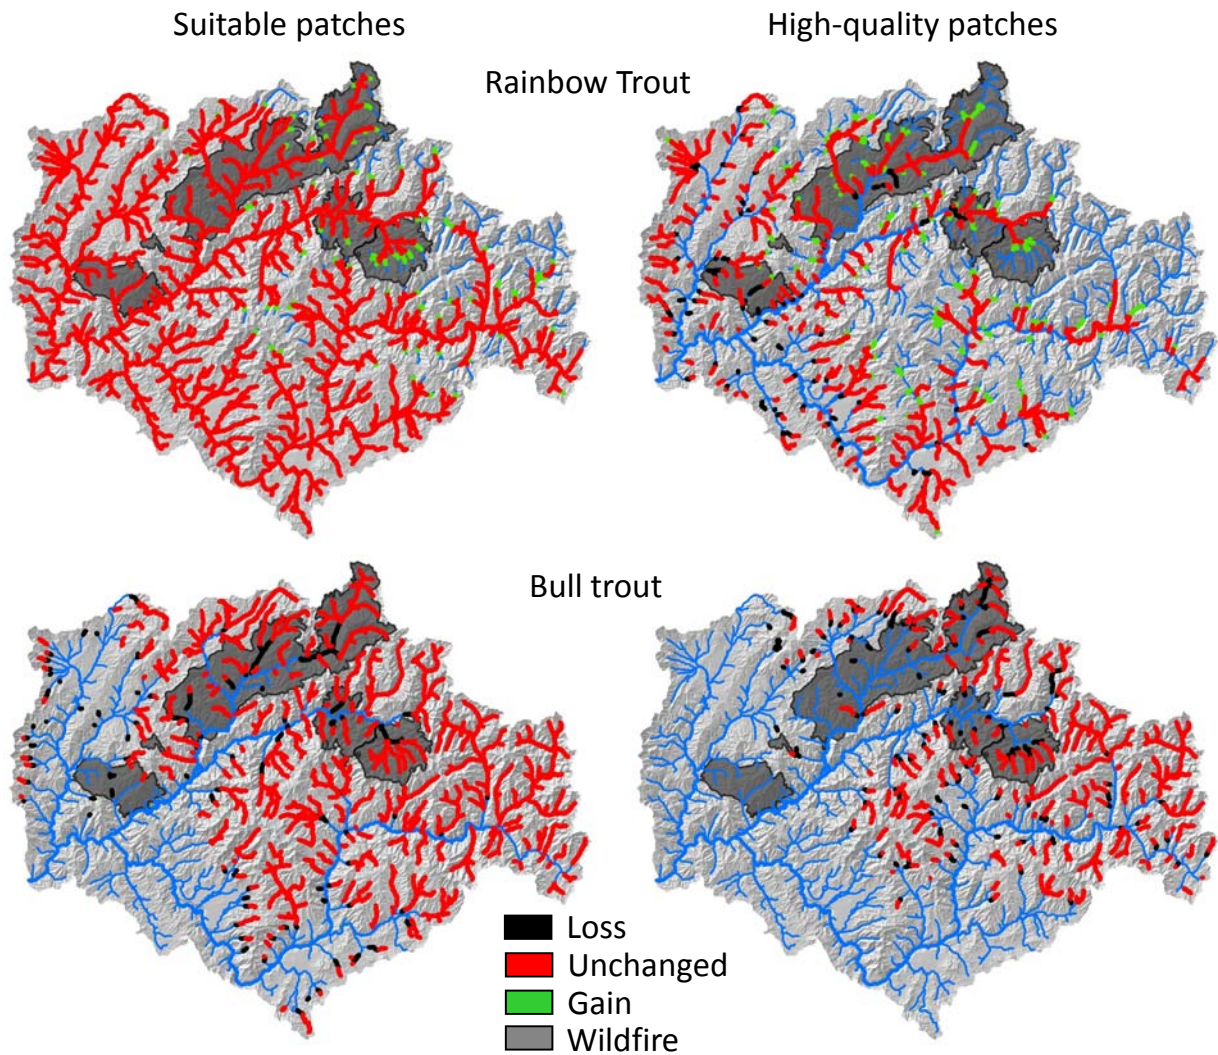 Suitable patches
High-quality patches
Rainbow Trout
Bull trout
Loss
Unchanged
Gain
Wildfire